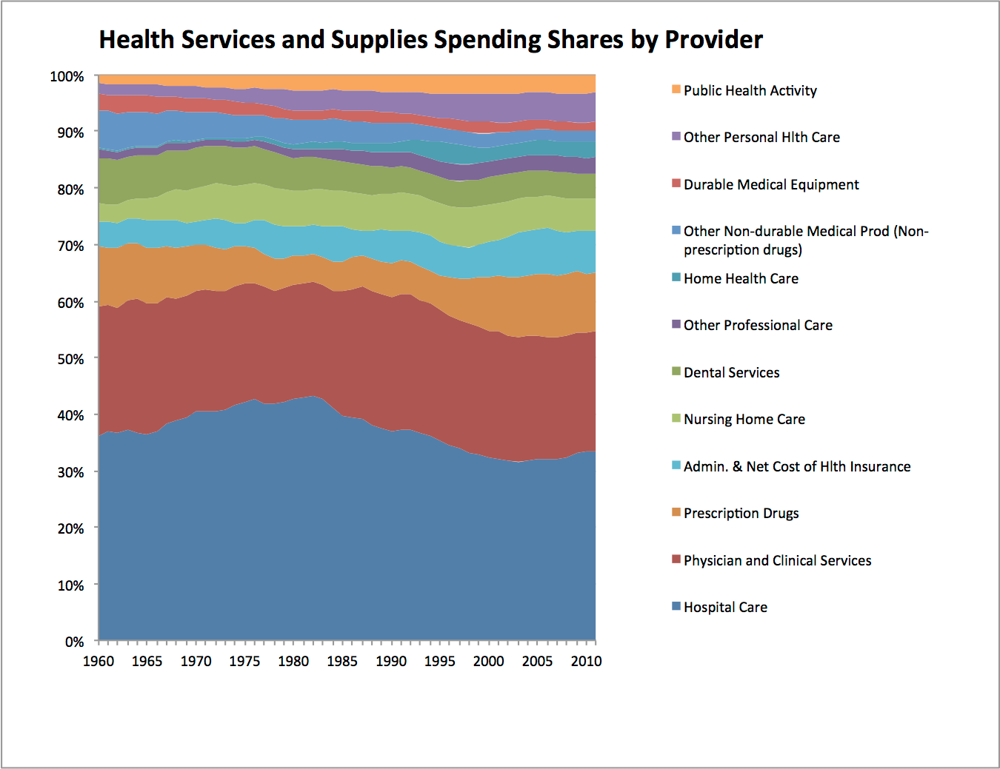 Health Services and Supplies Spending Shares by Provider
100%
90%
80%
70%
60%
50%
40%
30%
20%
10%
0%
1960 1965 1970 1975 1980 1985 1990 1995 2000 2005 2010
Public Health Activity
Other Personal Hlth Care
Durable Medical Equipment
Other Non-durable Medical Prod (Non-
prescription drugs)
Home Health Care
Other Professional Care
Dental Services
Nursing Home Care
Admin. & Net Cost of Hlth Insurance
Prescription Drugs
Physician and Clinical Services
Hospital Care